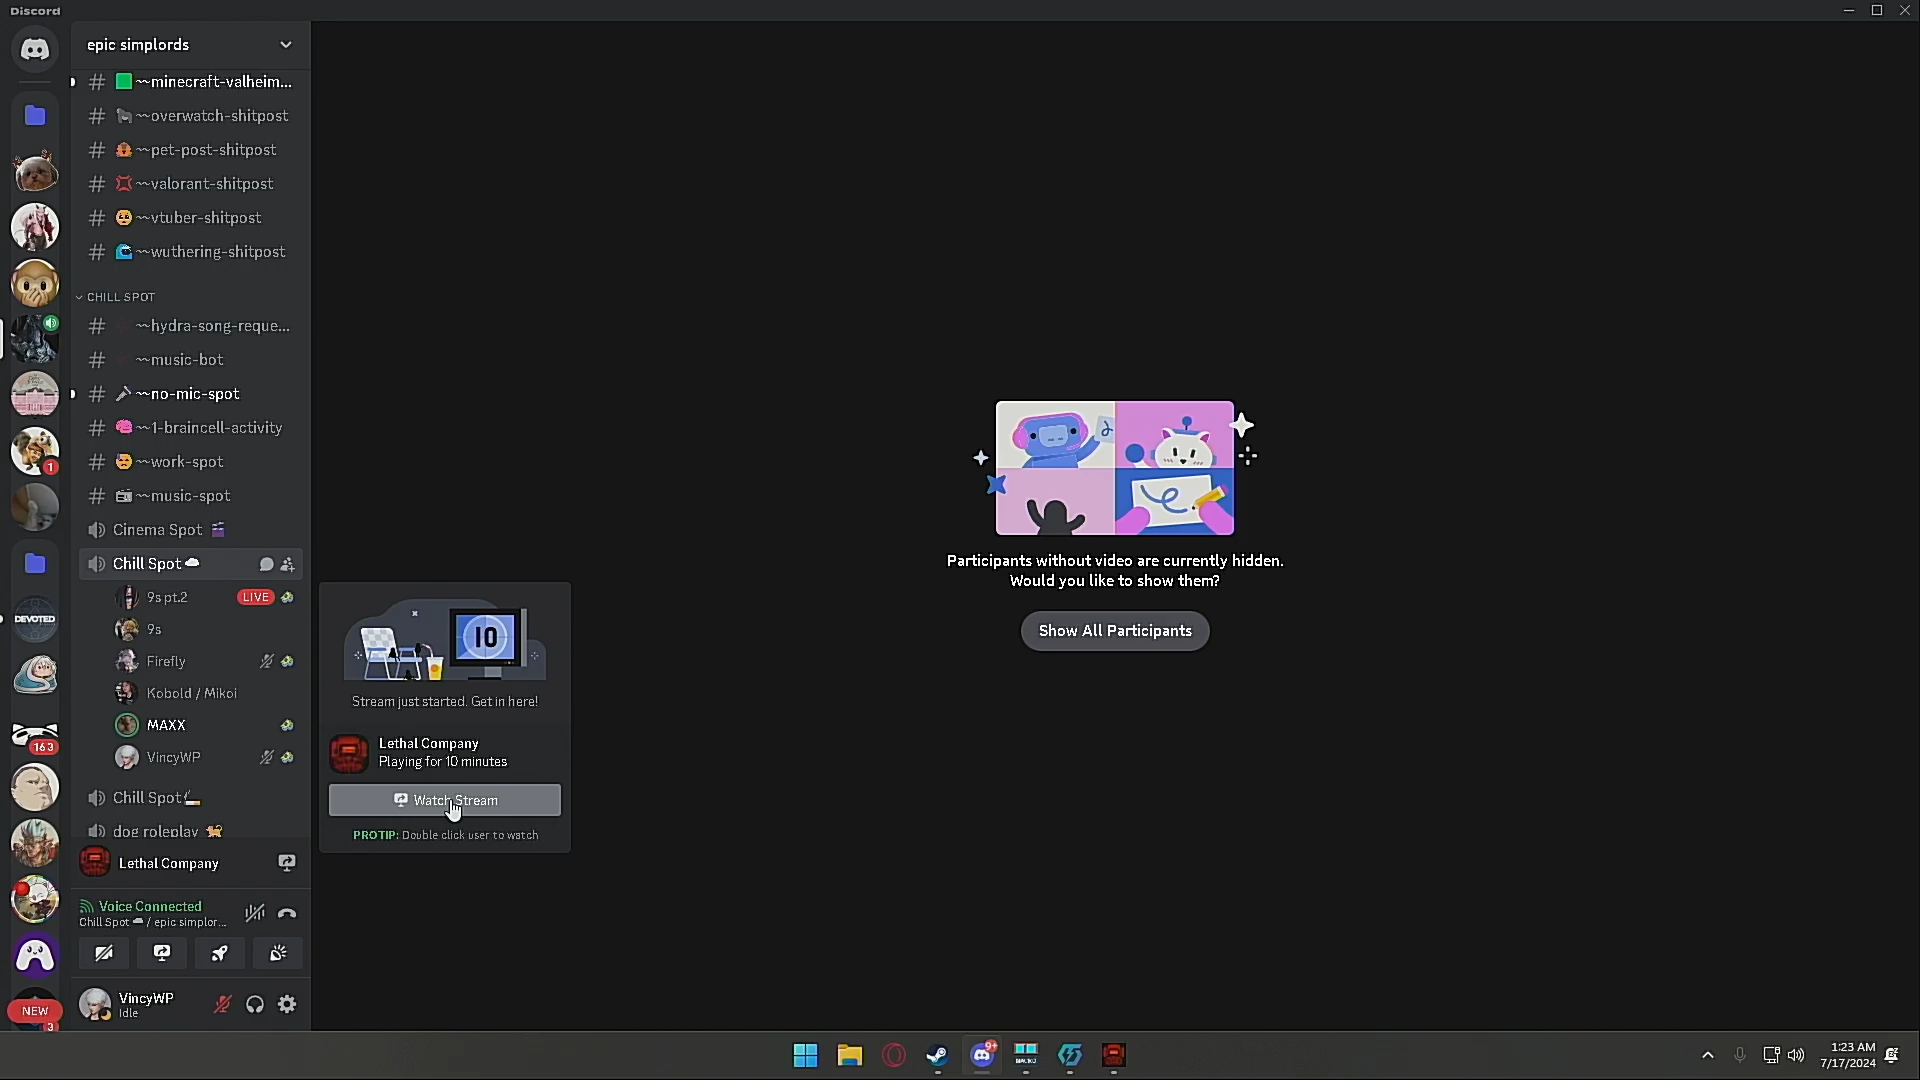 Discord
epic simplords
~~minecraft-valheim...
~~overwatch-shitpost
~~pet-post-shitpost
~~valorant-shitpost
~~vtuber-shitpost
~~wuthering-shitpost
CHILL SPOT
~~hydra-song-reque...
~~music-bot
~~no-mic-spot
~~1-braincell-activity
1
~~work-spot
~~music-spot
Cinema Spot
Chill Spot
9s pt.2 LIVE
DEVOTED
9s
Firefly
Kobold / Mikoi
MAXX
163
VincyWP
Chill Spot
dog roleplay
Lethal Company
Voice Connected
Chill Spot / epic simplor...
VincyWP
Idle
NEW
3
10
Stream just started. Get in here!
Lethal Company
Playing for 10 minutes
Watch Stream
PROTIP: Double click user to watch
Participants without video are currently hidden.
Would you like to show them?
Show All Participants
9+
1:23 AM
7/17/2024